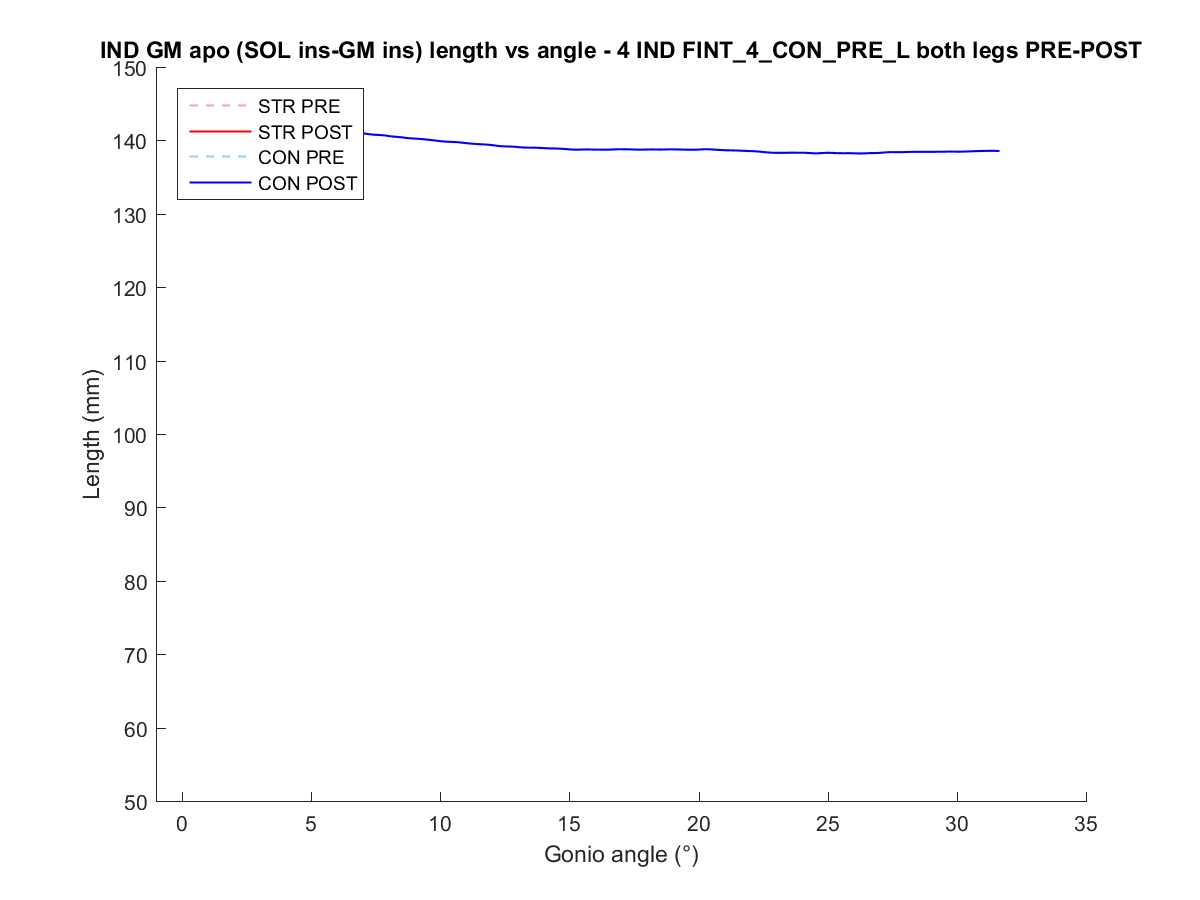 IND GM apo (SOL ins-GM ins) length vs angle - 4 IND FINT_4_CON_PRE_L both legs PRE-POST
150
140
130
120
110
100
90
80
70
60
50
Length (mm)
STR PRE
STR POST
CON PRE
CON POST
0 5 10 15 20 25 30 35
Gonio angle (°)